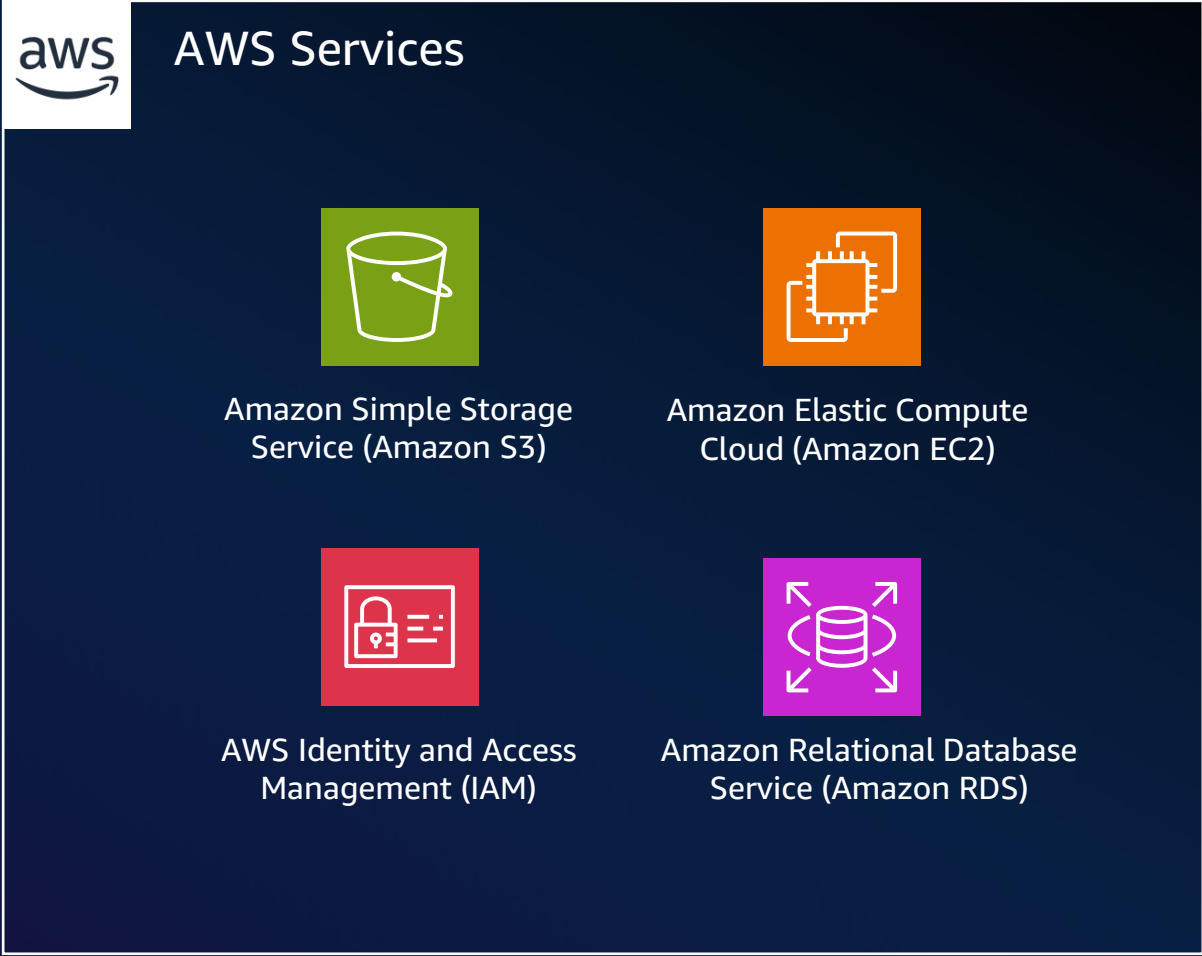 aws
AWS Services
Amazon Simple Storage
Service (Amazon S3)
Amazon Elastic Compute
Cloud (Amazon EC2)
AWS Identity and Access
Management (IAM)
Amazon Relational Database
Service (Amazon RDS)